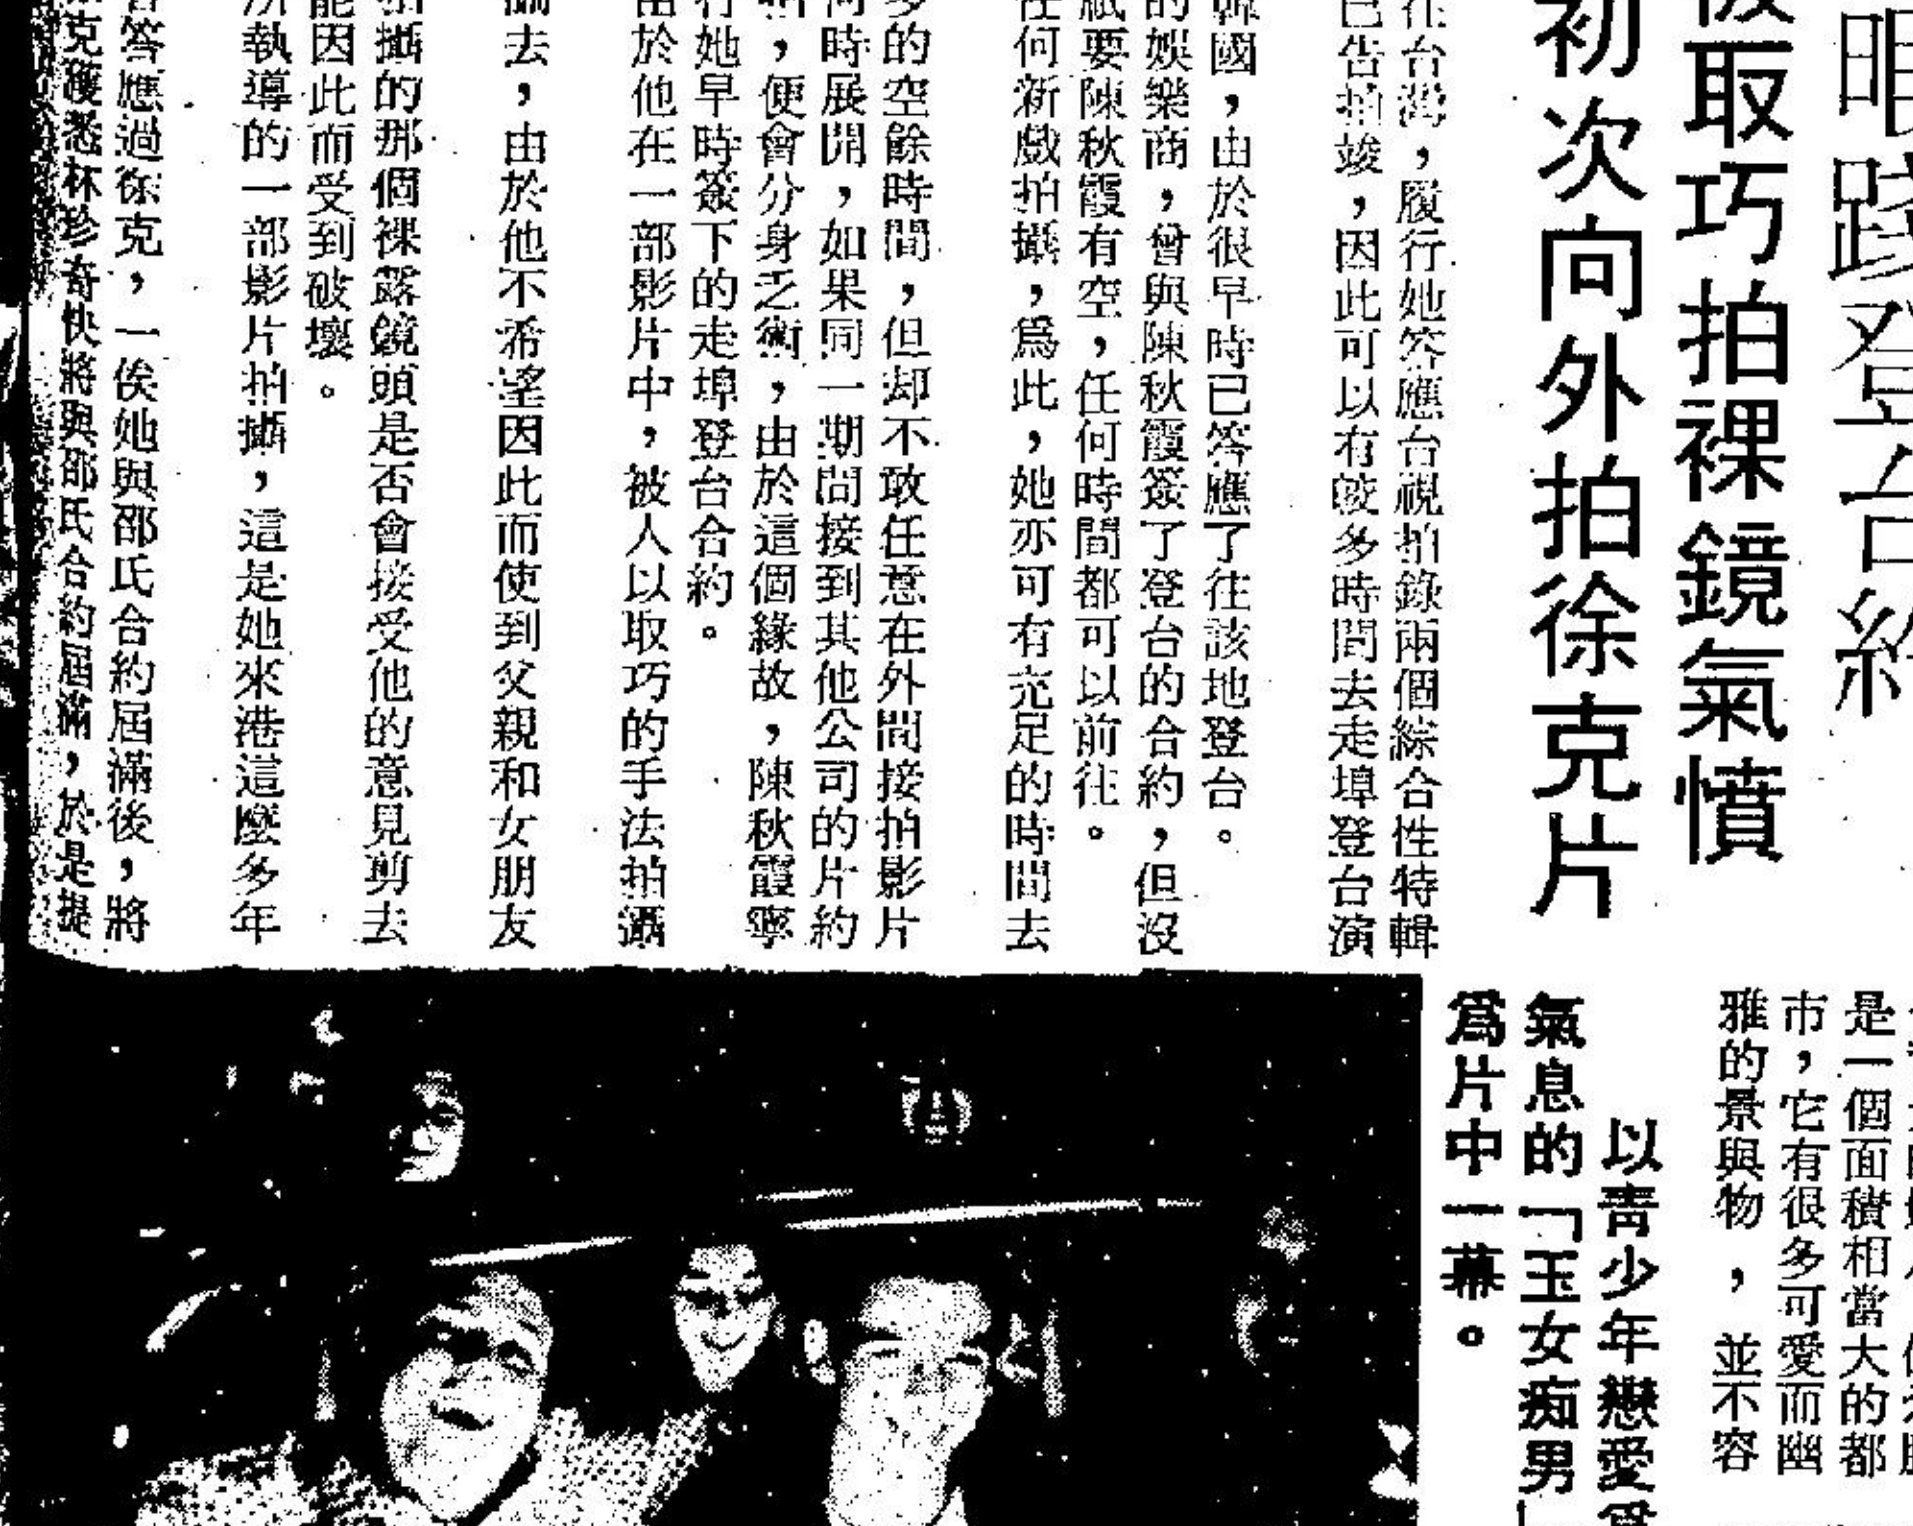 眼踐登台約
被取巧拍裸鏡氣憤
初次向外拍徐克片
往台灣，履行她答應台視拍錄兩個綜合性特輯
已告拍竣，因此可以有較多時間去走埠登台演
韓國，由於很早時已答應了往該地登台。
的娛樂商，曾與陳秋霞簽了登台的合約，但沒
紙要陳秋霞有空，任何時間都可以前往。
任何新戲拍攝，為此，她亦可有充足的時間去
多的空餘時間，但却不敢任意在外間接拍影片
何時展開，如果同一期間接到其他公司的片約
拍，便會分身乏術，由於這個緣故，陳秋霞寧
行她早時簽下的走埠登台合約。
由於他在一部影片中，被人以取巧的手法拍攝
攝去，由於他不希望因此而使到父親和女朋友
拍攝的那個裸露鏡頭是否會接受他的意見剪去
能因此而受到破壞。
所執導的一部影片拍攝，這是她來港這麼多年
答應過徐克，一俟她與邵氏合約屆滿後，將
克獲悉林珍奇快將與邵氏合約屆滿，於是提
是一個面積相當大的都
市，它有很多可愛而幽
雅的景與物，並不容
以青少年戀愛爲
氣息的「玉女痴男」
爲片中一幕。